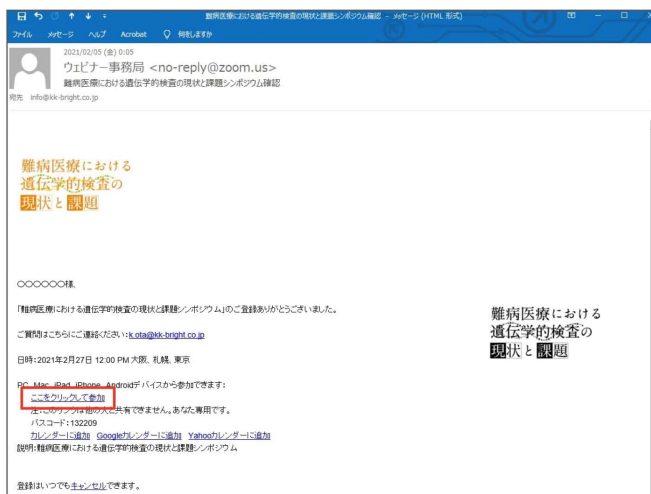 難病医療における遺伝学的検査の現状と課題シンポジウム確認 - メッセージ (HTML 形式)
ファイル メッセージ ヘルプ Acrobat 何をしますか
2021/02/05 (金) 0:05
ウェビナー事務局 <no-reply@zoom.us>
難病医療における遺伝学的検査の現状と課題シンポジウム確認
宛先 info@kk-bright.co.jp
難病医療における
遺伝学的検査の
現状と課題
〇〇〇〇〇〇様、
「難病医療における遺伝学的検査の現状と課題シンポジウム」のご登録ありがとうございました。
ご質問はこちらにご連絡ください:k.ota@kk-bright.co.jp
日時:2021年2月27日 12:00 PM 大阪、札幌、東京
難病医療における
遺伝学的検査の
現状と課題
PC、Mac、iPad、iPhone、Androidデバイスから参加できます:
ここをクリックして参加
注:このリンクは他の人と共有できません。あなた専用です。
パスコード:132209
カレンダーに追加 Googleカレンダーに追加 Yahooカレンダーに追加
説明:難病医療における遺伝学的検査の現状と課題シンポジウム
登録はいつでもキャンセルできます。